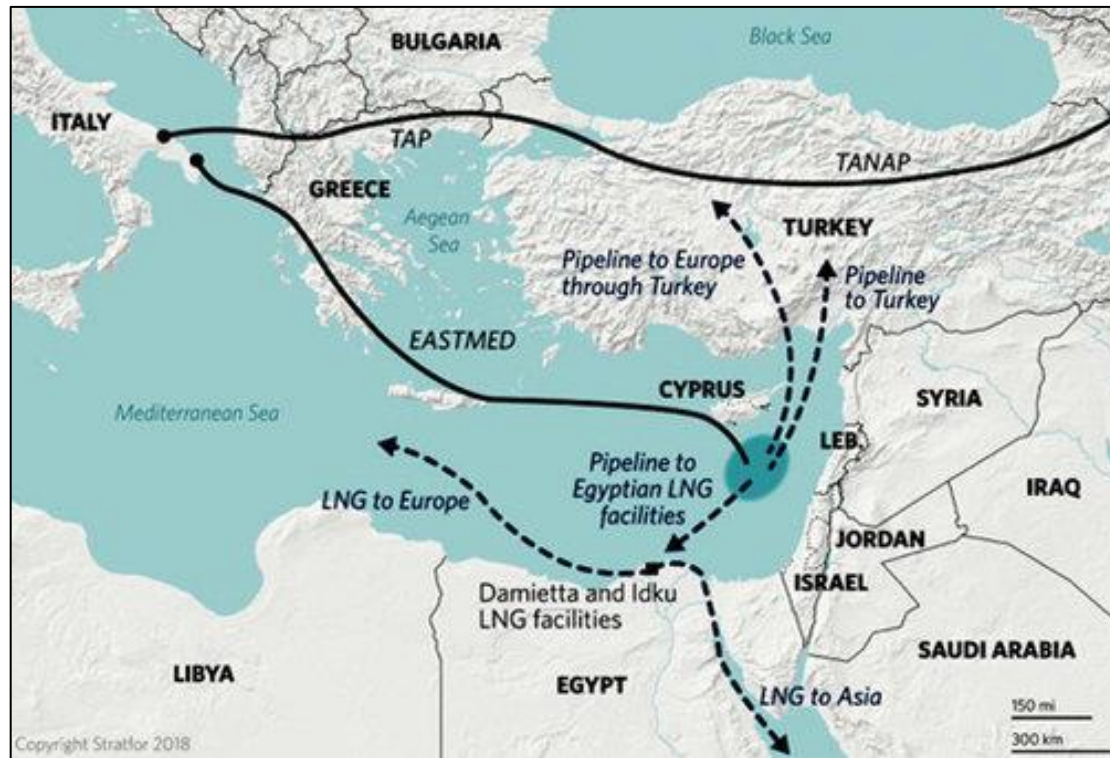 BULGARIA
Black Sea
ITALY
TAP
TANAP
GREECE
Aegean
Sea
TURKEY
Pipeline to Europe
through Turkey
Pipeline
to Turkey
EASTMED
CYPRUS
SYRIA
Mediterranean Sea
LEB.
Pipeline to
Egyptian LNG
facilities
IRAQ
LNG to Europe
JORDAN
ISRAEL
Damietta and Idku
LNG facilities
SAUDI ARABIA
LIBYA
EGYPT
LNG to Asia
150 mi
300 km
Copyright Stratfor 2018